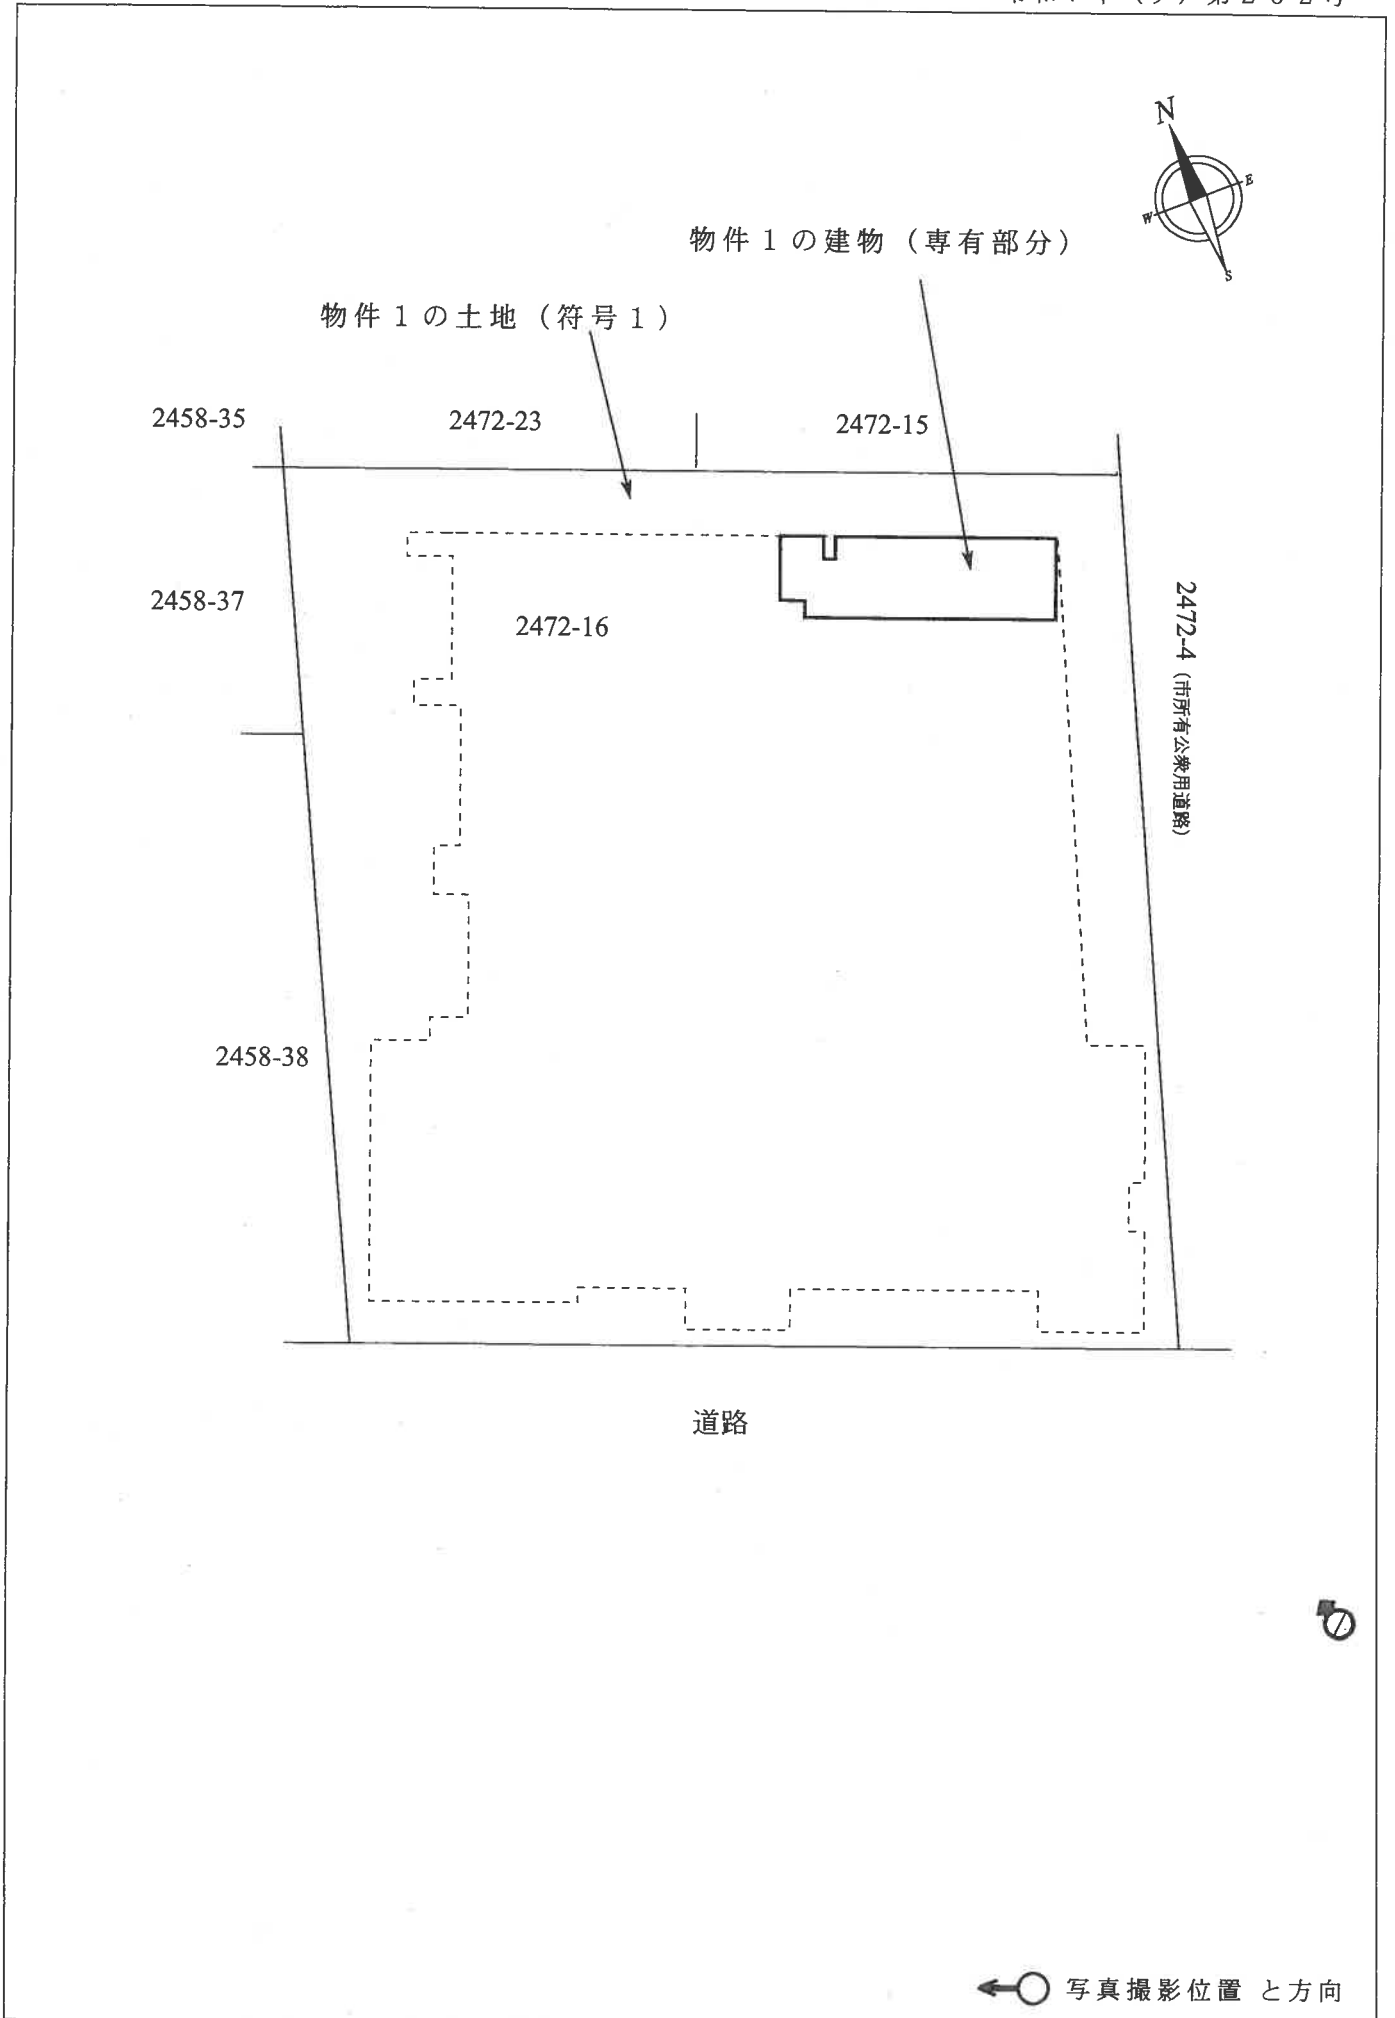 N
E
W
S
物件1の建物（専有部分）
物件1の土地（符号1）
2458-35
2472-23
2472-15
2458-37
2472-16
2472-4（市所有公衆用道路）
2458-38
道路
写真撮影位置 と方向